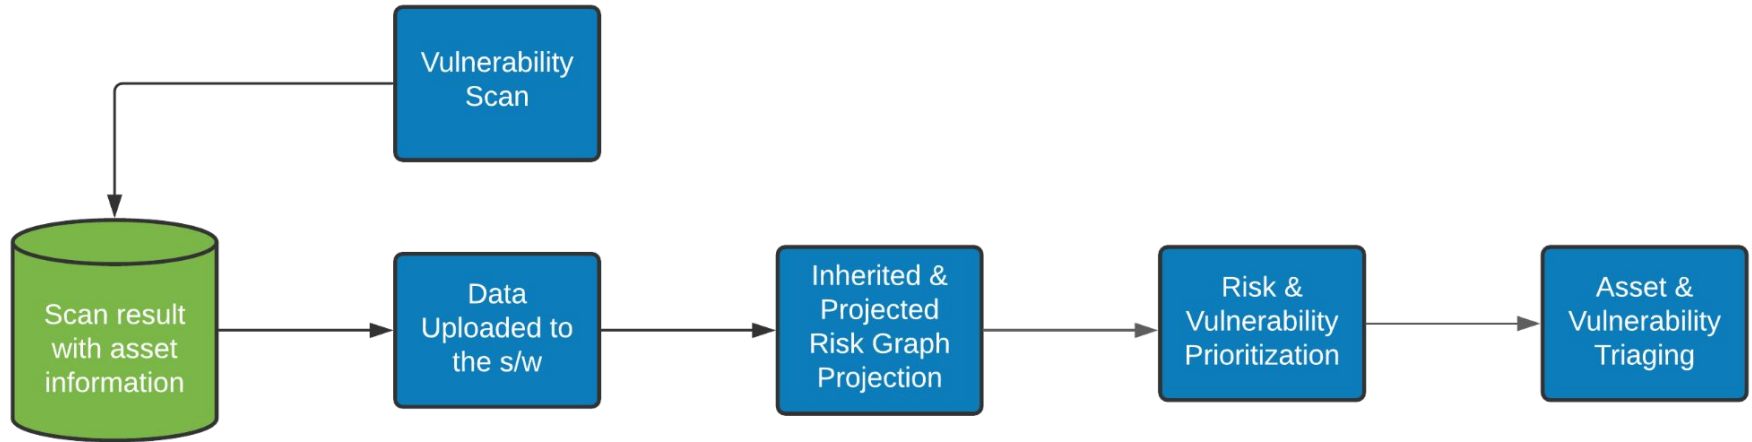 Vulnerability
Scan
Scan result
with asset
information
Data
Uploaded to
the s/w
Inherited &
Projected
Risk Graph
Projection
Risk &
Vulnerability
Prioritization
Asset &
Vulnerability
Triaging